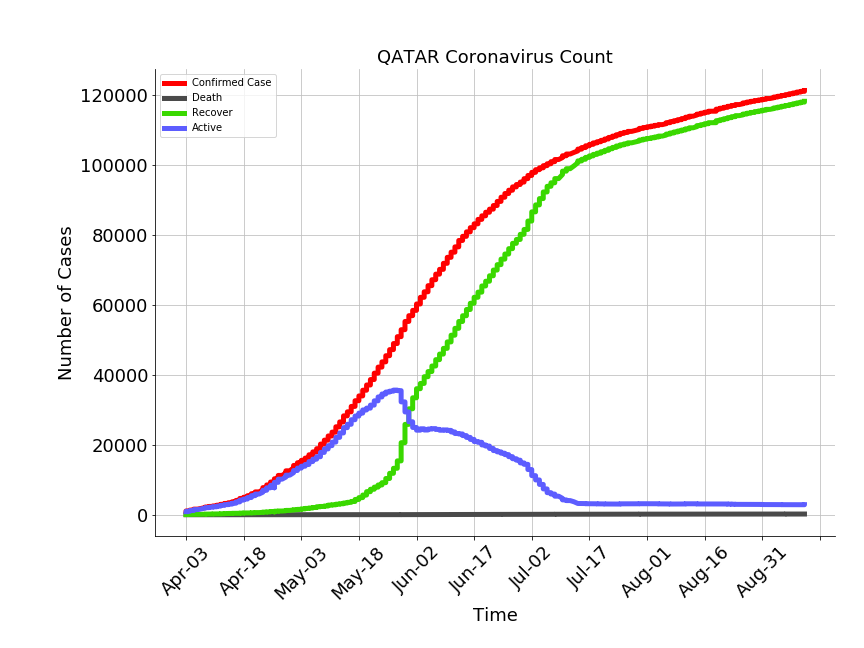 QATAR Coronavirus Count
Confirmed Case
Death
Recover
Active
120000
100000
80000
60000
40000
20000
0
Number of Cases
Apr-03
Apr-18
May-03
May-18
Jun-02
Jun-17
Jul-02
Jul-17
Aug-01
Aug-16
Aug-31
Time